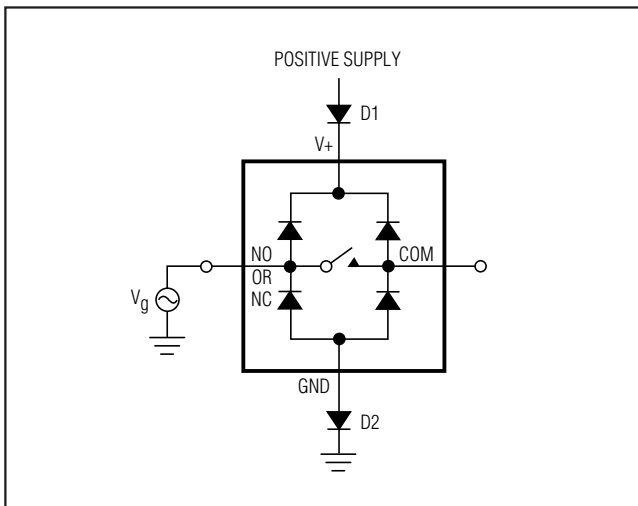 POSITIVE SUPPLY
D1
V+
NO
OR
NC
COM
Vg
GND
D2